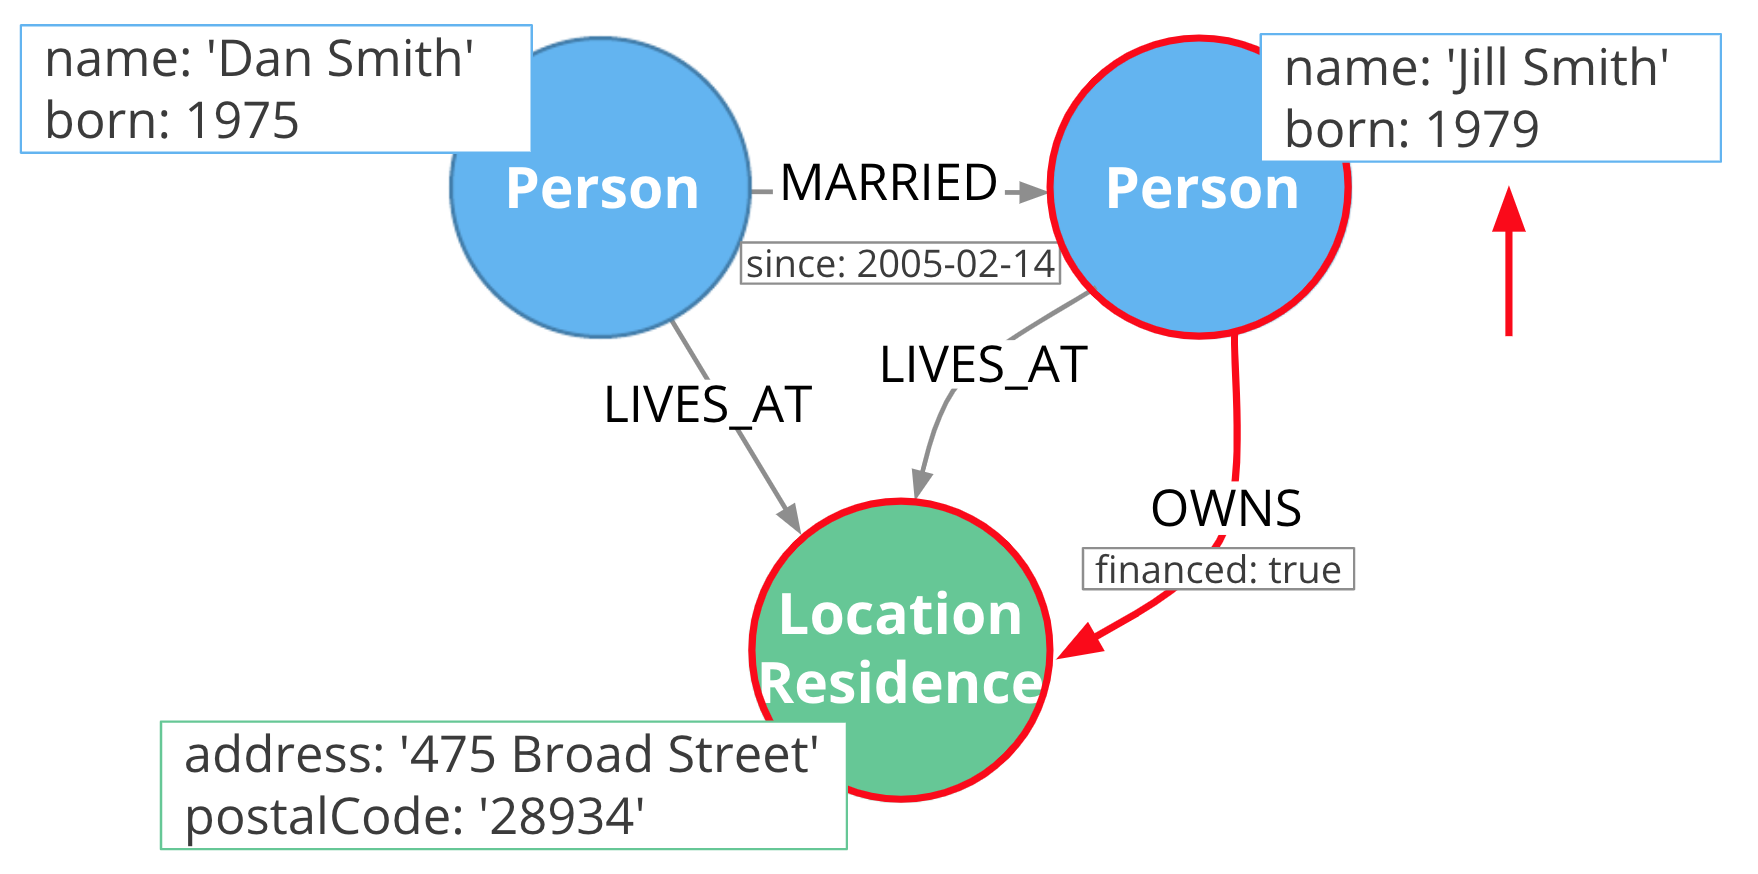 name: 'Dan Smith'
born: 1975
name: 'Jill Smith'
born: 1979
Person
MARRIED
Person
since: 2005-02-14
LIVES_AT
LIVES_AT
OWNS
financed: true
Location
Residence
address: '475 Broad Street'
postalCode: '28934'